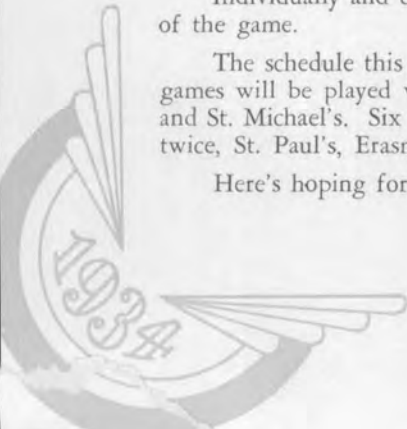 Individually and
of the game.
The schedule this
games will be played
and St. Michael's. Six
twice, St. Paul's,
Here's hoping for
1934